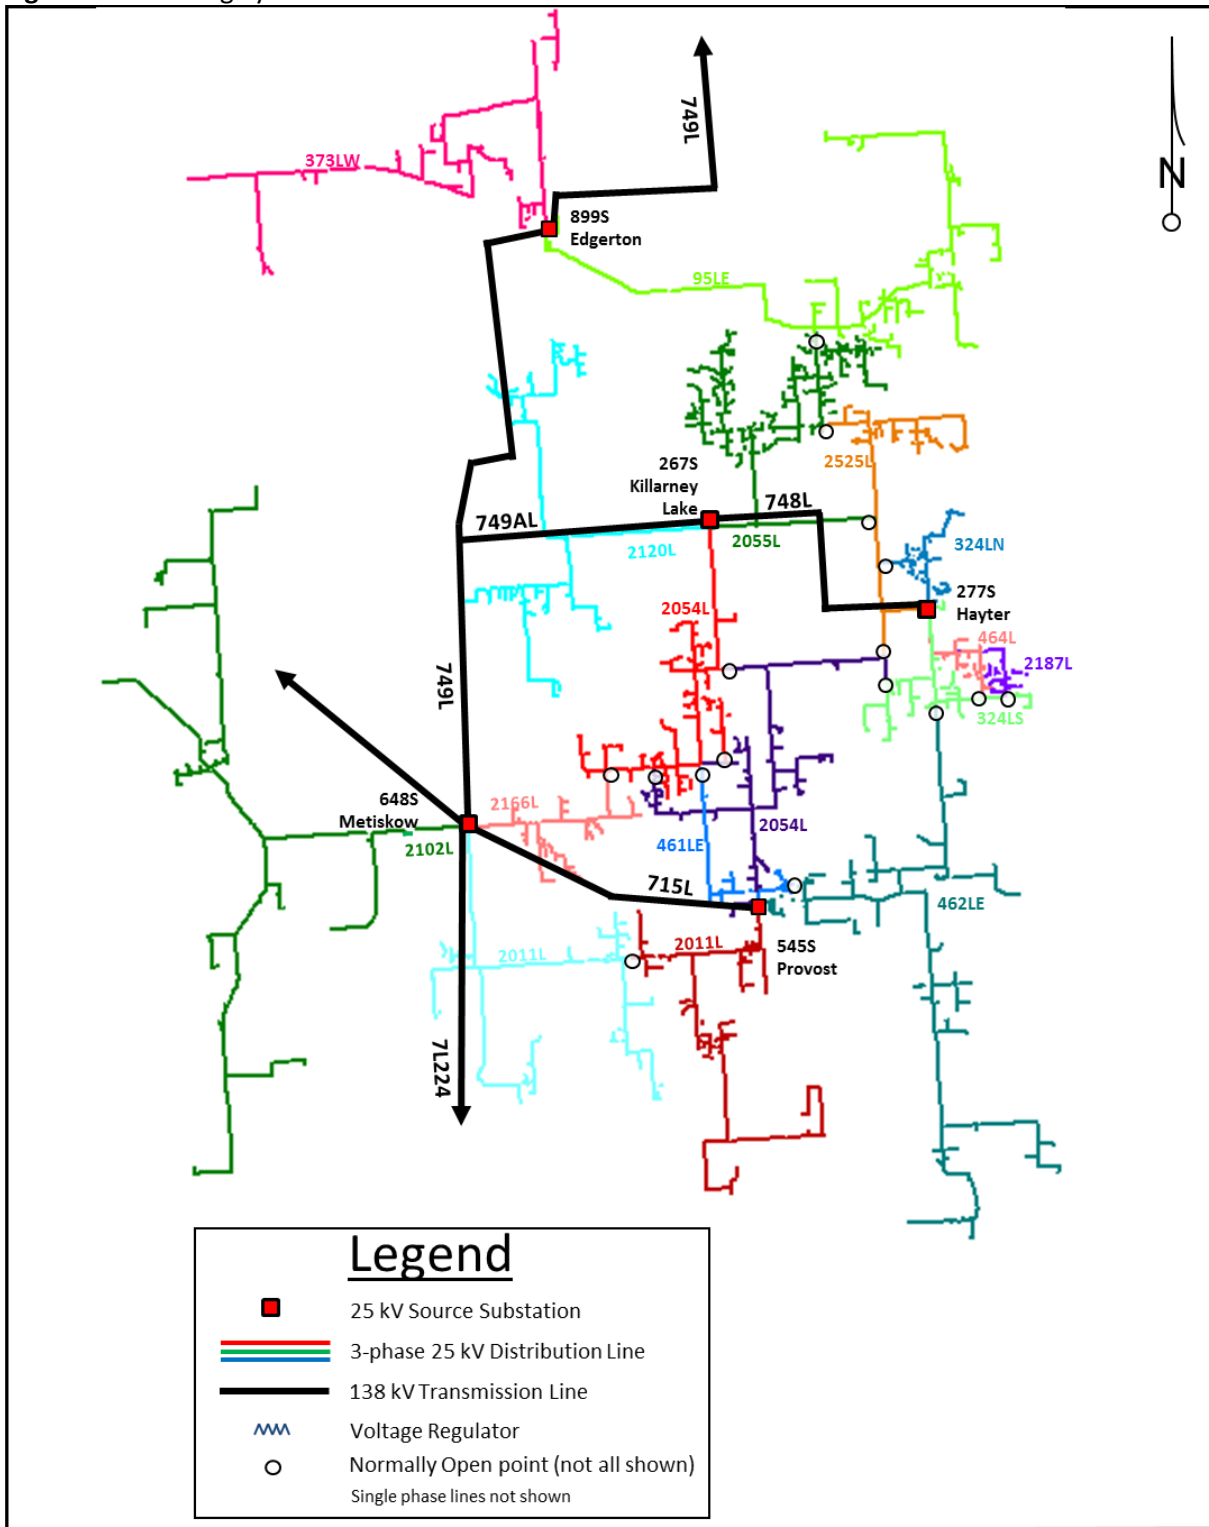 749L
N
373LW
899S
Edgerton
95LE
2525L
267S
Killarney
Lake
748L
749AL
2120L
2055L
324LN
277S
Hayter
2054L
464L
2187L
749L
324LS
648S
Metiskow
2166L
2102L
2054L
461LE
715L
462LE
2011L
2011L
545S
Provost
7L224
Legend
25 kV Source Substation
3-phase 25 kV Distribution Line
138 kV Transmission Line
Voltage Regulator
Normally Open point (not all shown)
Single phase lines not shown